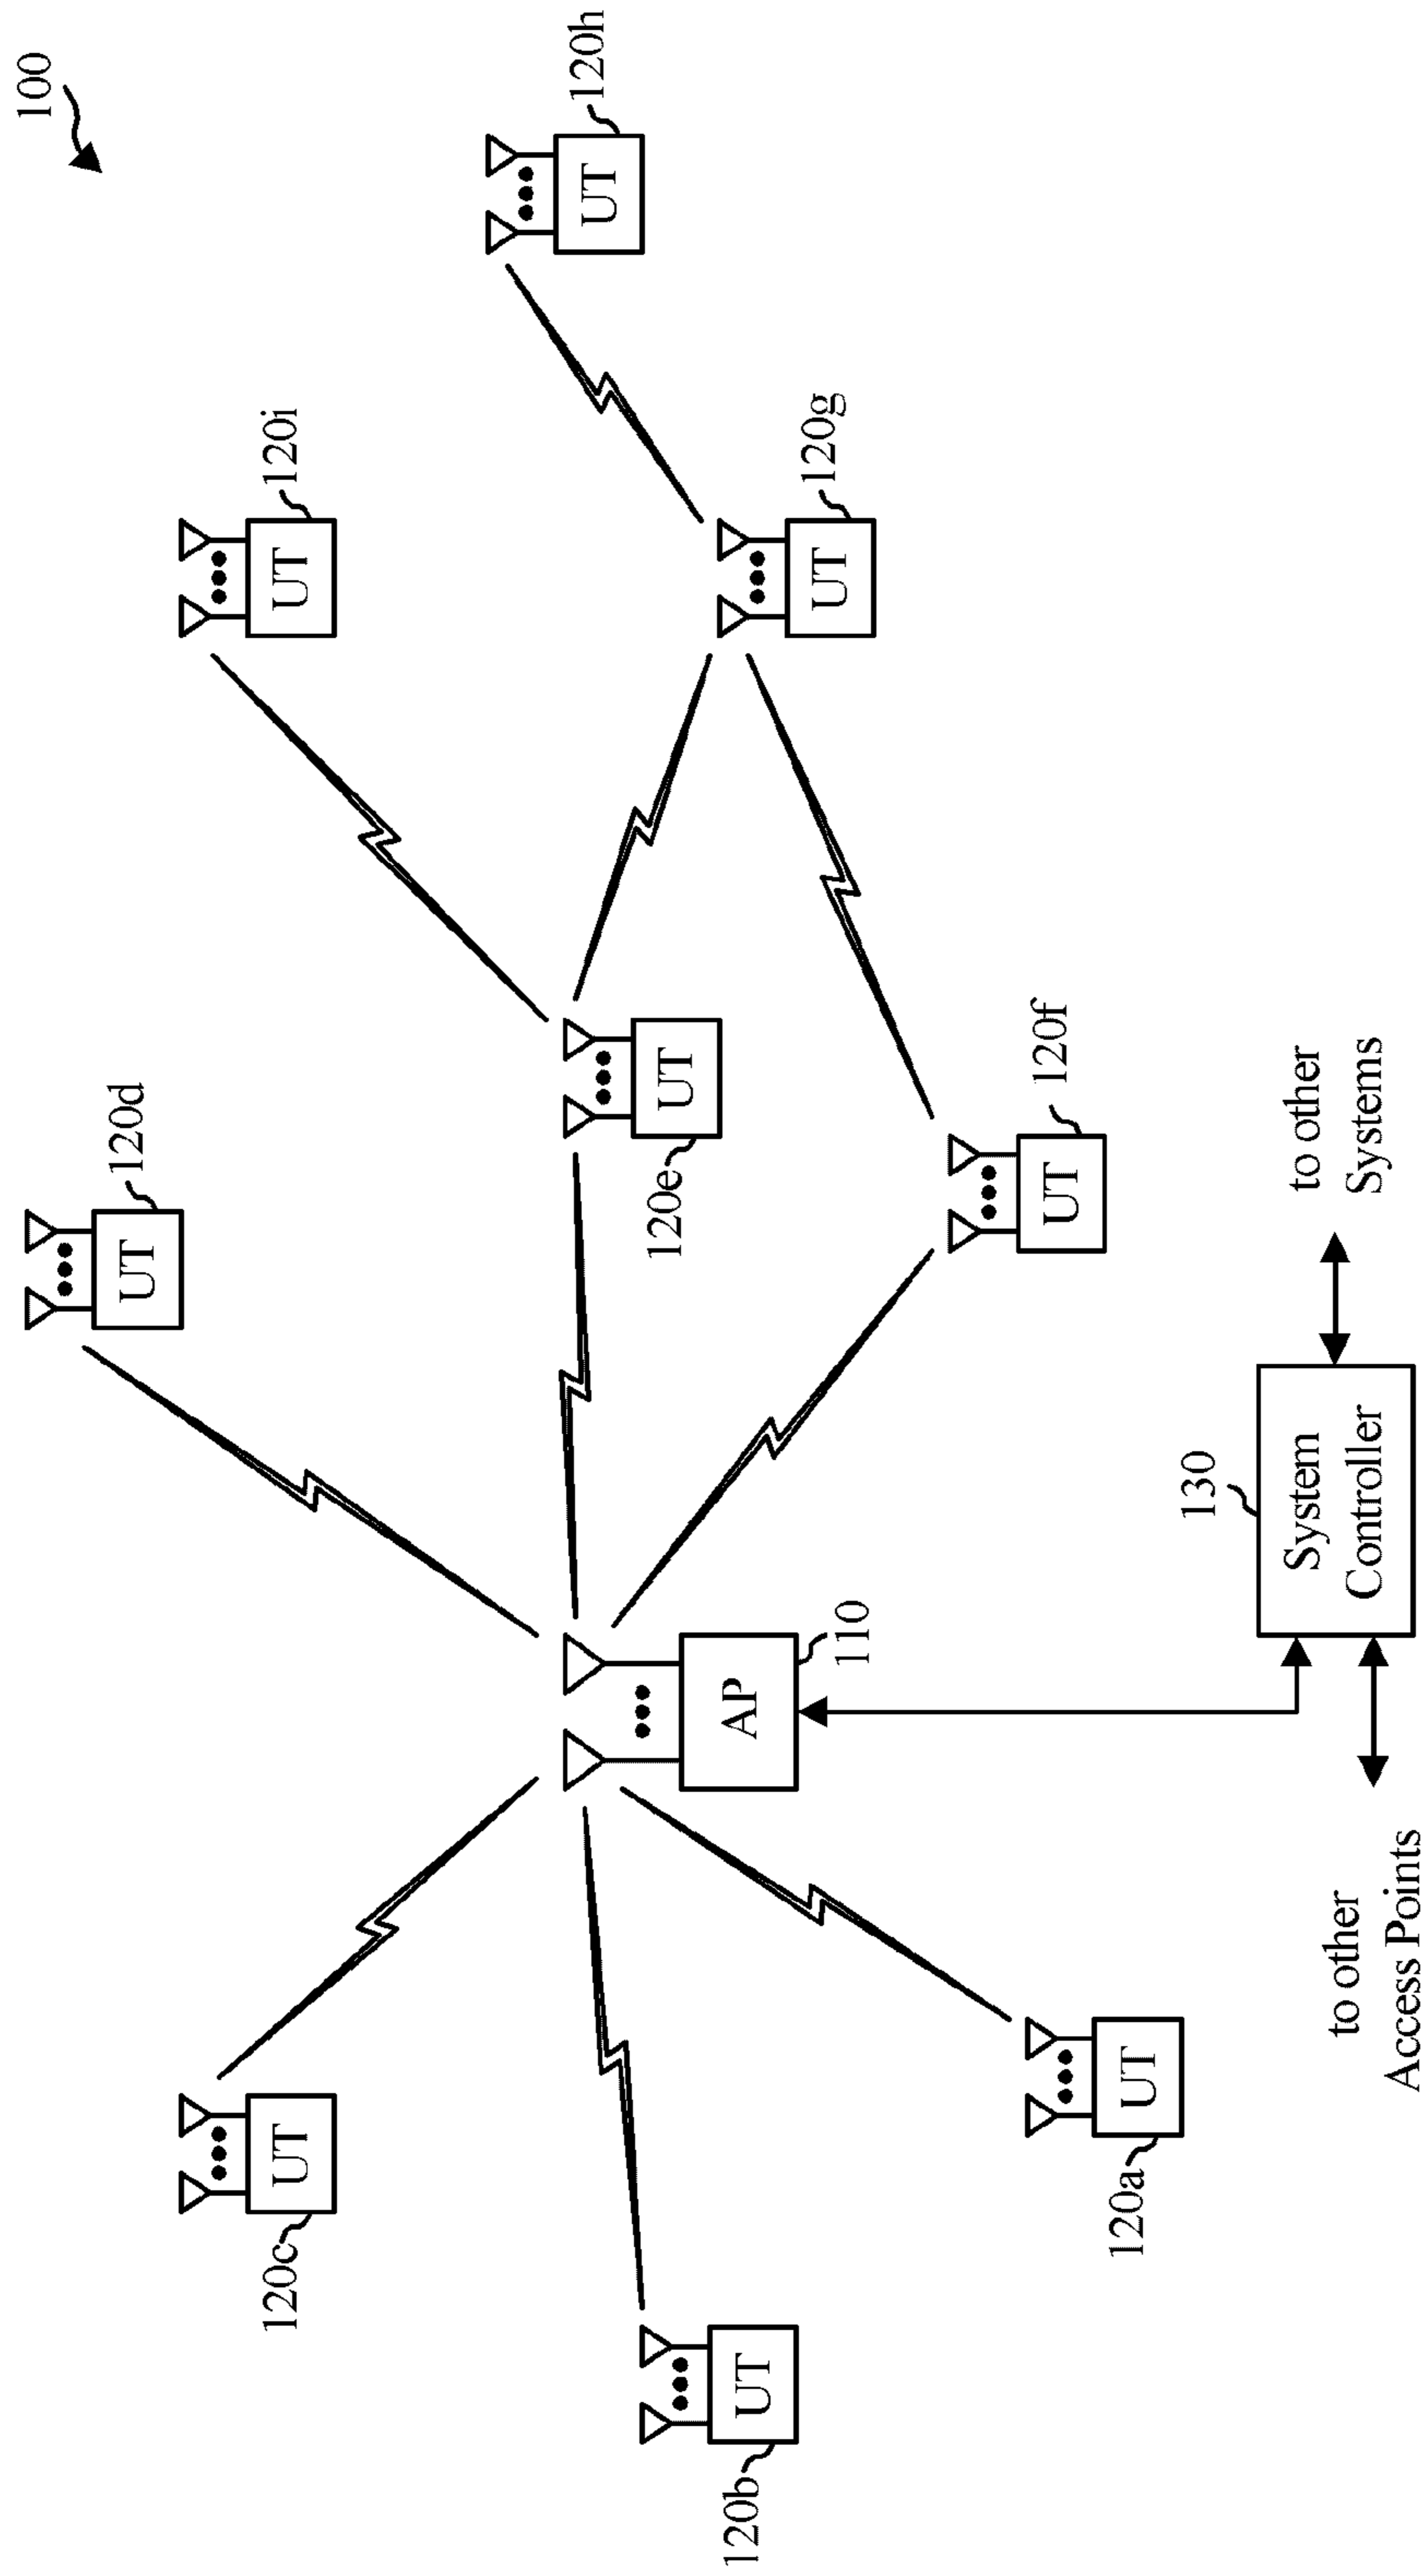 100
UT
120d
UT
120c
UT
120i
UT
120h
UT
120b
AP
110
UT
120e
UT
120g
UT
120a
UT
120f
130
System
Controller
to other
Access Points
to other
Systems